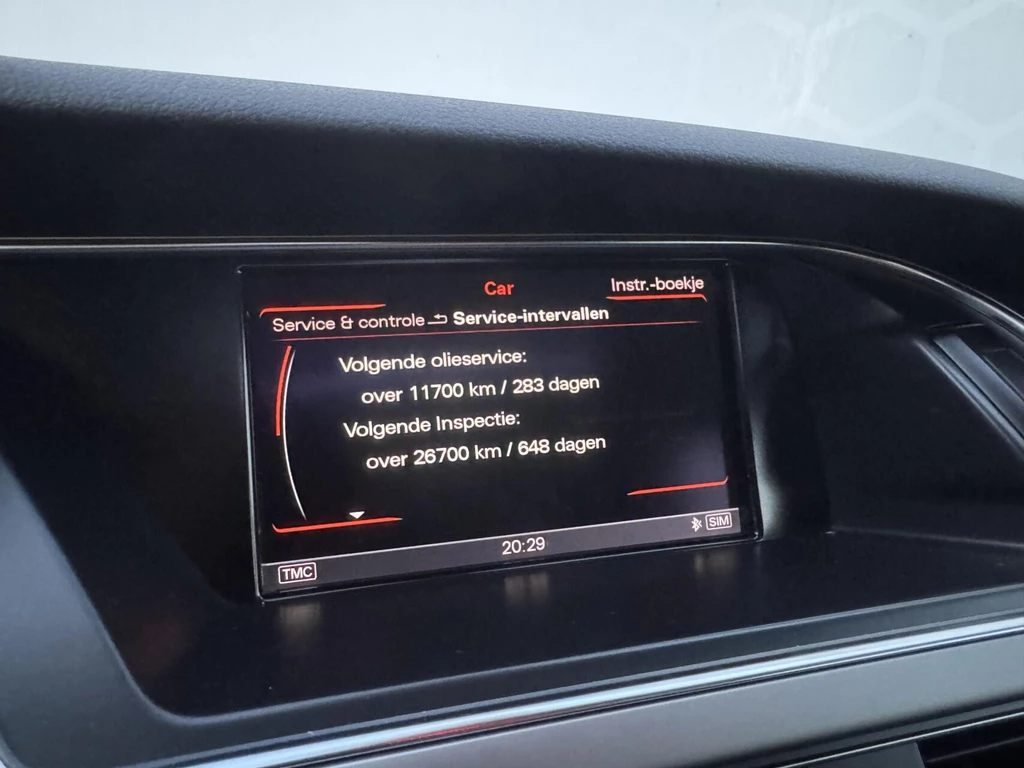 Car
Instr.-boekje
Service & controle Service-intervallen
Volgende olieservice:
over 11700 km / 283 dagen
Volgende Inspectie:
over 26700 km / 648 dagen
TMC 20:29 SIM